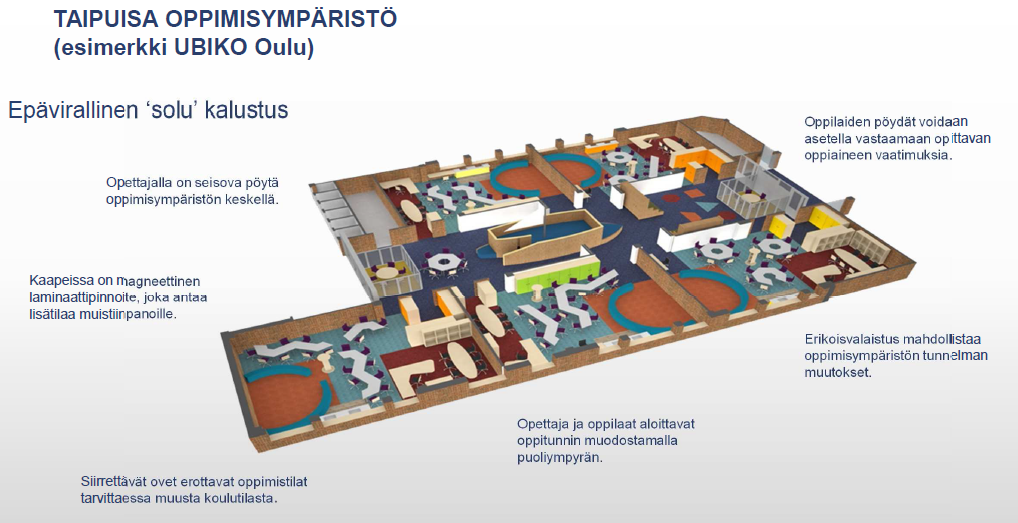 TAIPUISA OPPIMISYMPÄRISTÖ
(esimerkki UBIKO Oulu)
Epävirallinen ‘solu’ kalustus
Oppilaiden pöydät voidaan
asetella vastaamaan opittavan
oppiaineen vaatimuksia.
Opettajalla on seisova pöytä
oppimisympäristön keskellä.
Kaapeissa on magneettinen
laminaattipinnoite, joka antaa
lisätilaa muistiinpanoille.
Erikoisvalaistus mahdollistaa
oppimisympäristön tunnelman
muutokset.
Opettaja ja oppilaat aloittavat
oppitunnin muodostamalla
puoliympyrän.
Siirrettävät ovet erottavat oppimistilat
tarvittaessa muusta koulutilasta.